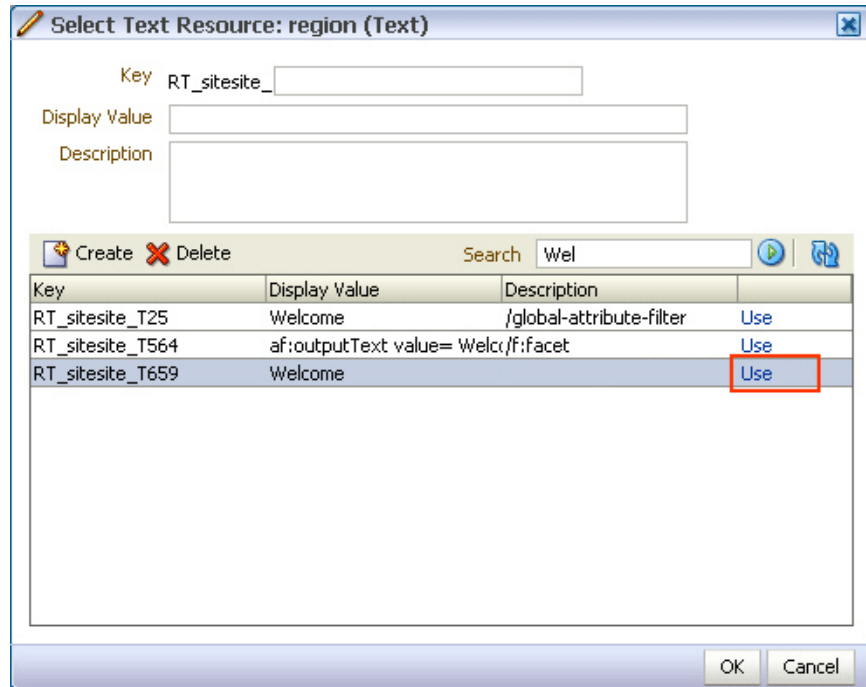 Select Text Resource: region (Text)
Key RT_sitesite_
Display Value
Description
Create Delete Search Wel
Key Display Value Description
RT_sitesite_T25 Welcome /global-attribute-filter Use
RT_sitesite_T564 af:outputText value= Welc /f:facet Use
RT_sitesite_T659 Welcome Use
OK Cancel